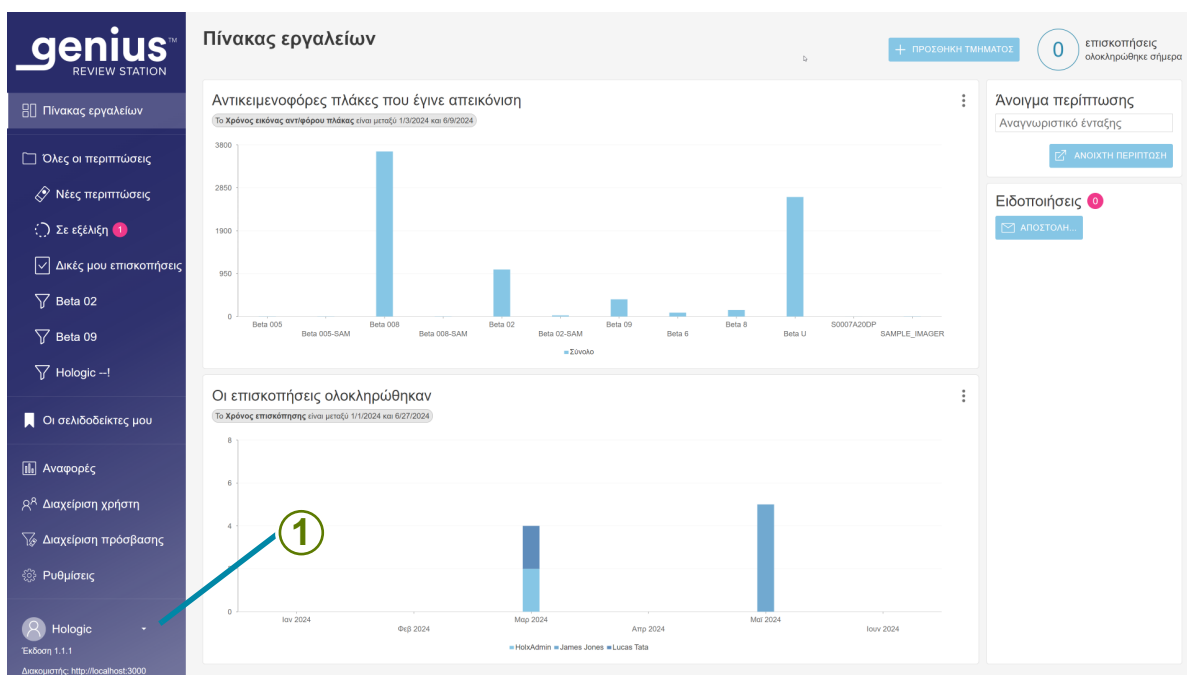 genius™
REVIEW STATION
Πίνακας εργαλείων
Όλες οι περιπτώσεις
Νέες περιπτώσεις
Σε εξέλιξη 1
Δικές μου επισκοπήσεις
Beta 02
Beta 09
Hologic --!
Οι σελιδοδείκτες μου
Αναφορές
Διαχείριση χρήστη
Διαχείριση πρόσβασης
Ρυθμίσεις
Hologic
Έκδοση 1.1.1
Διακομιστής: http://localhost:3000
Πίνακας εργαλείων
+ ΠΡΟΣΘΗΚΗ ΤΜΗΜΑΤΟΣ
0
επισκοπήσεις
ολοκληρώθηκε σήμερα
Αντικειμενοφόρες πλάκες που έγινε απεικόνιση
Το Χρόνος εικόνας αντ/φόρου πλάκας είναι μεταξύ 1/3/2024 και 6/9/2024
3800
2850
1900
950
0
Beta 005
Beta 005-SAM
Beta 008
Beta 008-SAM
Beta 02
Beta 02-SAM
Beta 09
Beta 6
Beta 8
Beta U
S0007A20DP
SAMPLE_IMAGER
Σύνολο
Οι επισκοπήσεις ολοκληρώθηκαν
Το Χρόνος επισκόπησης είναι μεταξύ 1/1/2024 και 6/27/2024
8
6
4
0
1
Ιαν 2024
Φεβ 2024
Μαρ 2024
Απρ 2024
Μαϊ 2024
Ιουν 2024
HolxAdmin James Jones Lucas Tata
Άνοιγμα περίπτωσης
Αναγνωριστικό ένταξης
ΑΝΟΙΧΤΗ ΠΕΡΙΠΤΩΣΗ
Ειδοποιήσεις 0
ΑΠΟΣΤΟΛΗ...